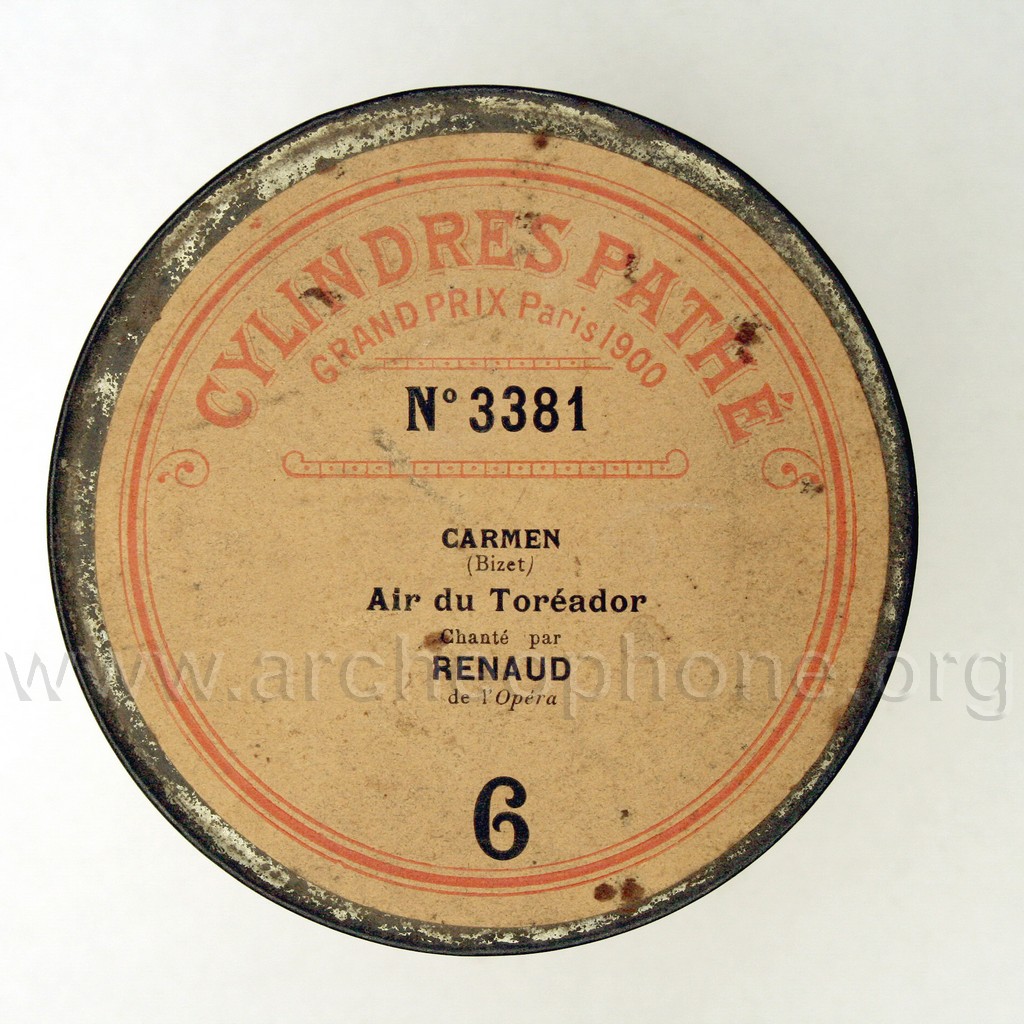 CYLINDRES PATHÉ
GRAND PRIX Paris 1900
Nº 3381
CARMEN
(Bizet)
Air du Toréador
Chanté par
RENAUD
de l'Opéra
www.archeophone.org
6